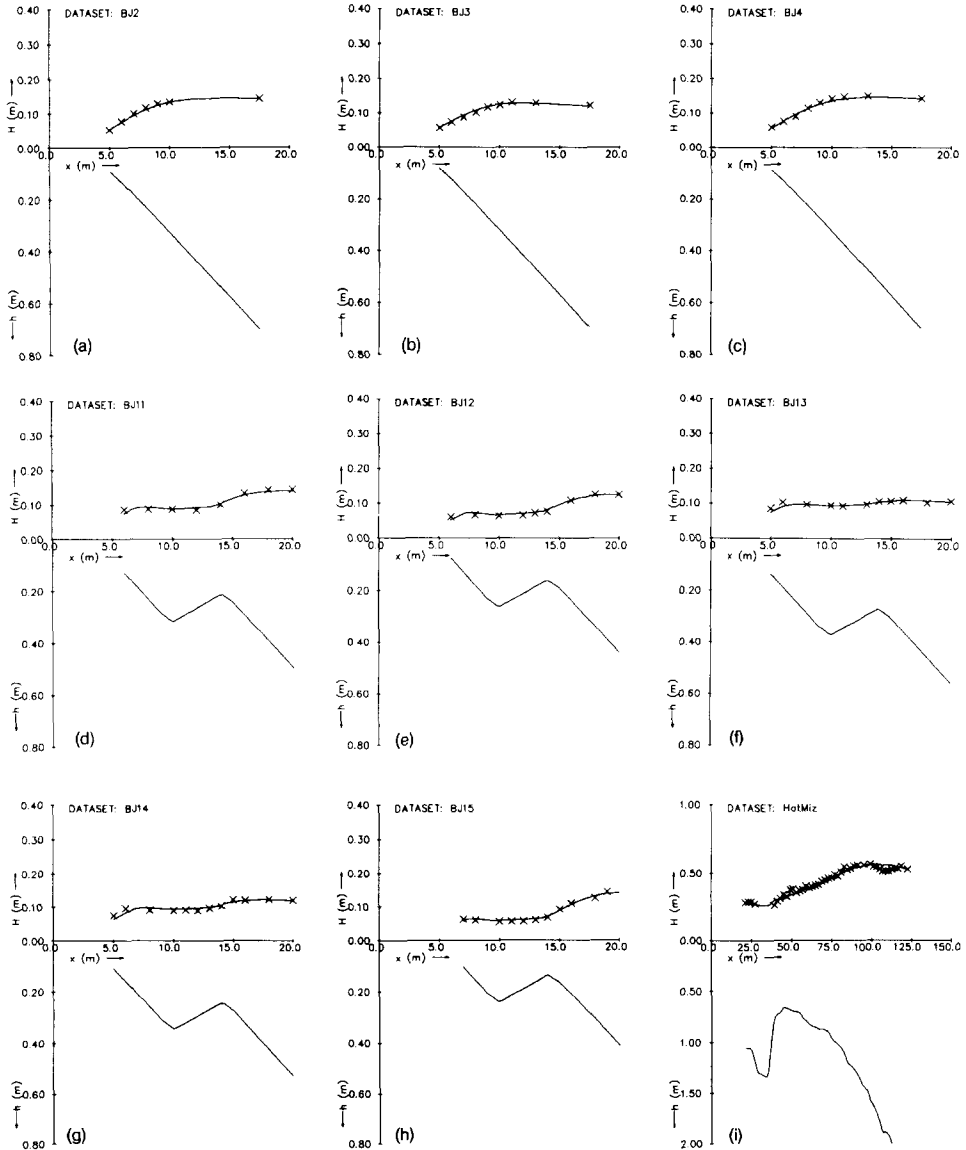 DATASET: BJ2
0.40
0.30
0.20
H (m)
0.10
0.00
0.0 5.0 10.0 15.0 20.0
x (m)
0.20
0.40
h (m)
0.60
0.80
(a)
DATASET: BJ3
0.40
0.30
0.20
H (m)
0.10
0.00
0.0 5.0 10.0 15.0 20.0
x (m)
0.20
0.40
h (m)
0.60
0.80
(b)
DATASET: BJ4
0.40
0.30
0.20
H (m)
0.10
0.00
0.0 5.0 10.0 15.0 20.0
x (m)
0.20
0.40
h (m)
0.60
0.80
(c)
DATASET: BJ11
0.40
0.30
0.20
H (m)
0.10
0.00
0.0 5.0 10.0 15.0 20.0
x (m)
0.20
0.40
h (m)
0.60
0.80
(d)
DATASET: BJ12
0.40
0.30
0.20
H (m)
0.10
0.00
0.0 5.0 10.0 15.0 20.0
x (m)
0.20
0.40
h (m)
0.60
0.80
(e)
DATASET: BJ13
0.40
0.30
0.20
H (m)
0.10
0.00
0.0 5.0 10.0 15.0 20.0
x (m)
0.20
0.40
h (m)
0.60
0.80
(f)
DATASET: BJ14
0.40
0.30
0.20
H (m)
0.10
0.00
0.0 5.0 10.0 15.0 20.0
x (m)
0.20
0.40
h (m)
0.60
0.80
(g)
DATASET: BJ15
0.40
0.30
0.20
H (m)
0.10
0.00
0.0 5.0 10.0 15.0 20.0
x (m)
0.20
0.40
h (m)
0.60
0.80
(h)
DATASET: HotMiz
1.00
0.50
H (m)
0.00
0.0 25.0 50.0 75.0 100.0 125.0 150.0
x (m)
0.50
1.00
h (m)
1.50
2.00
(i)